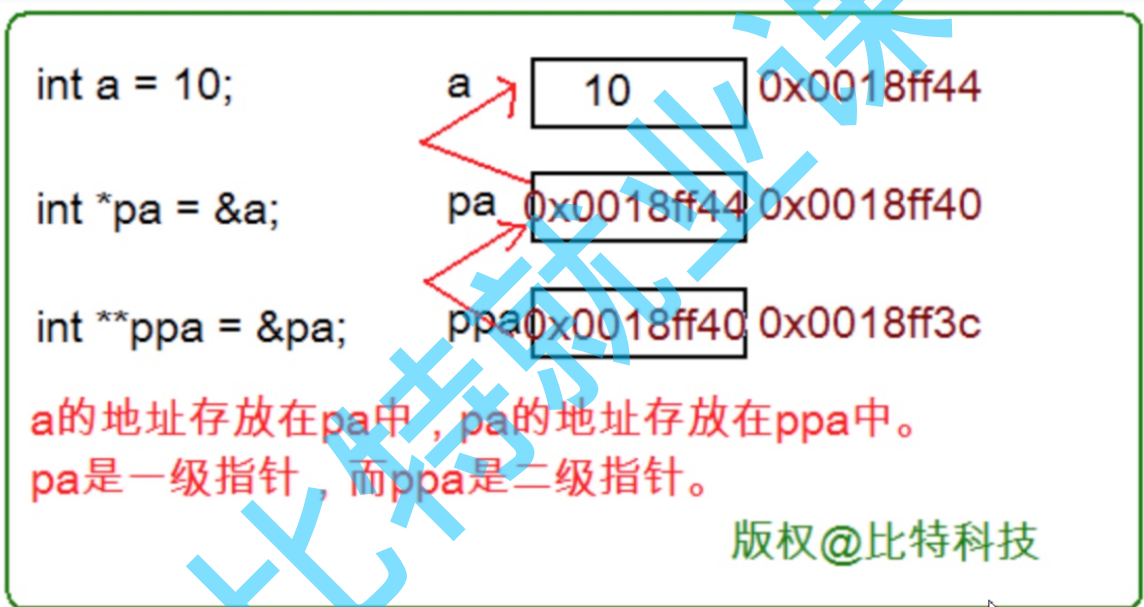 int a = 10; a 10 0x0018ff44
int *pa = &a; pa 0x0018ff44 0x0018ff40
int **ppa = &pa; ppa 0x0018ff40 0x0018ff3c
a的地址存放在pa中，pa的地址存放在ppa中。
pa是一级指针，而ppa是二级指针。
版权@比特科技
比特就业课